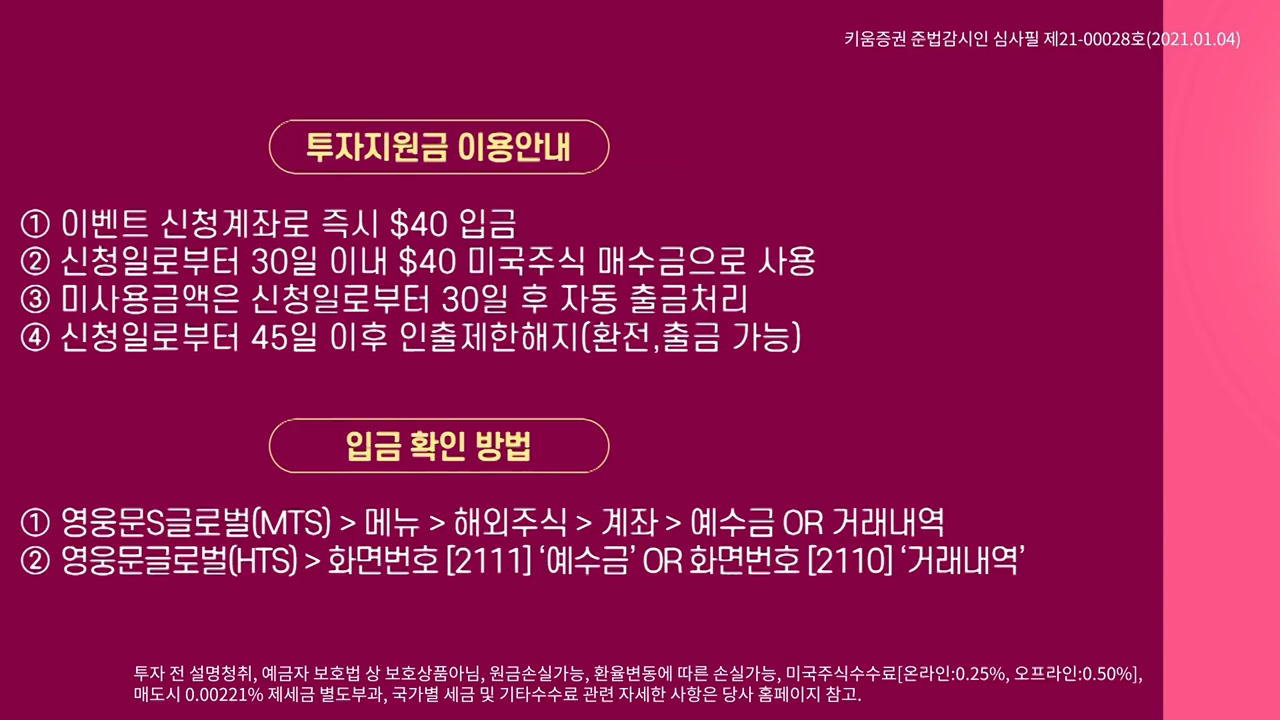 키움증권 준법감시인 심사필 제21-00028호(2021.01.04)
투자지원금 이용안내
① 이벤트 신청계좌로 즉시 $40 입금
② 신청일로부터 30일 이내 $40 미국주식 매수금으로 사용
③ 미사용금액은 신청일로부터 30일 후 자동 출금처리
④ 신청일로부터 45일 이후 인출제한해지(환전,출금 가능)
입금 확인 방법
① 영웅문S글로벌(MTS) > 메뉴 > 해외주식 > 계좌 > 예수금 OR 거래내역
② 영웅문글로벌(HTS) > 화면번호 [2111] ‘예수금’ OR 화면번호 [2110] ‘거래내역’
투자 전 설명청취, 예금자 보호법 상 보호상품아님, 원금손실가능, 환율변동에 따른 손실가능, 미국주식수수료[온라인:0.25%, 오프라인:0.50%],
매도시 0.00221% 제세금 별도부과, 국가별 세금 및 기타수수료 관련 자세한 사항은 당사 홈페이지 참고.